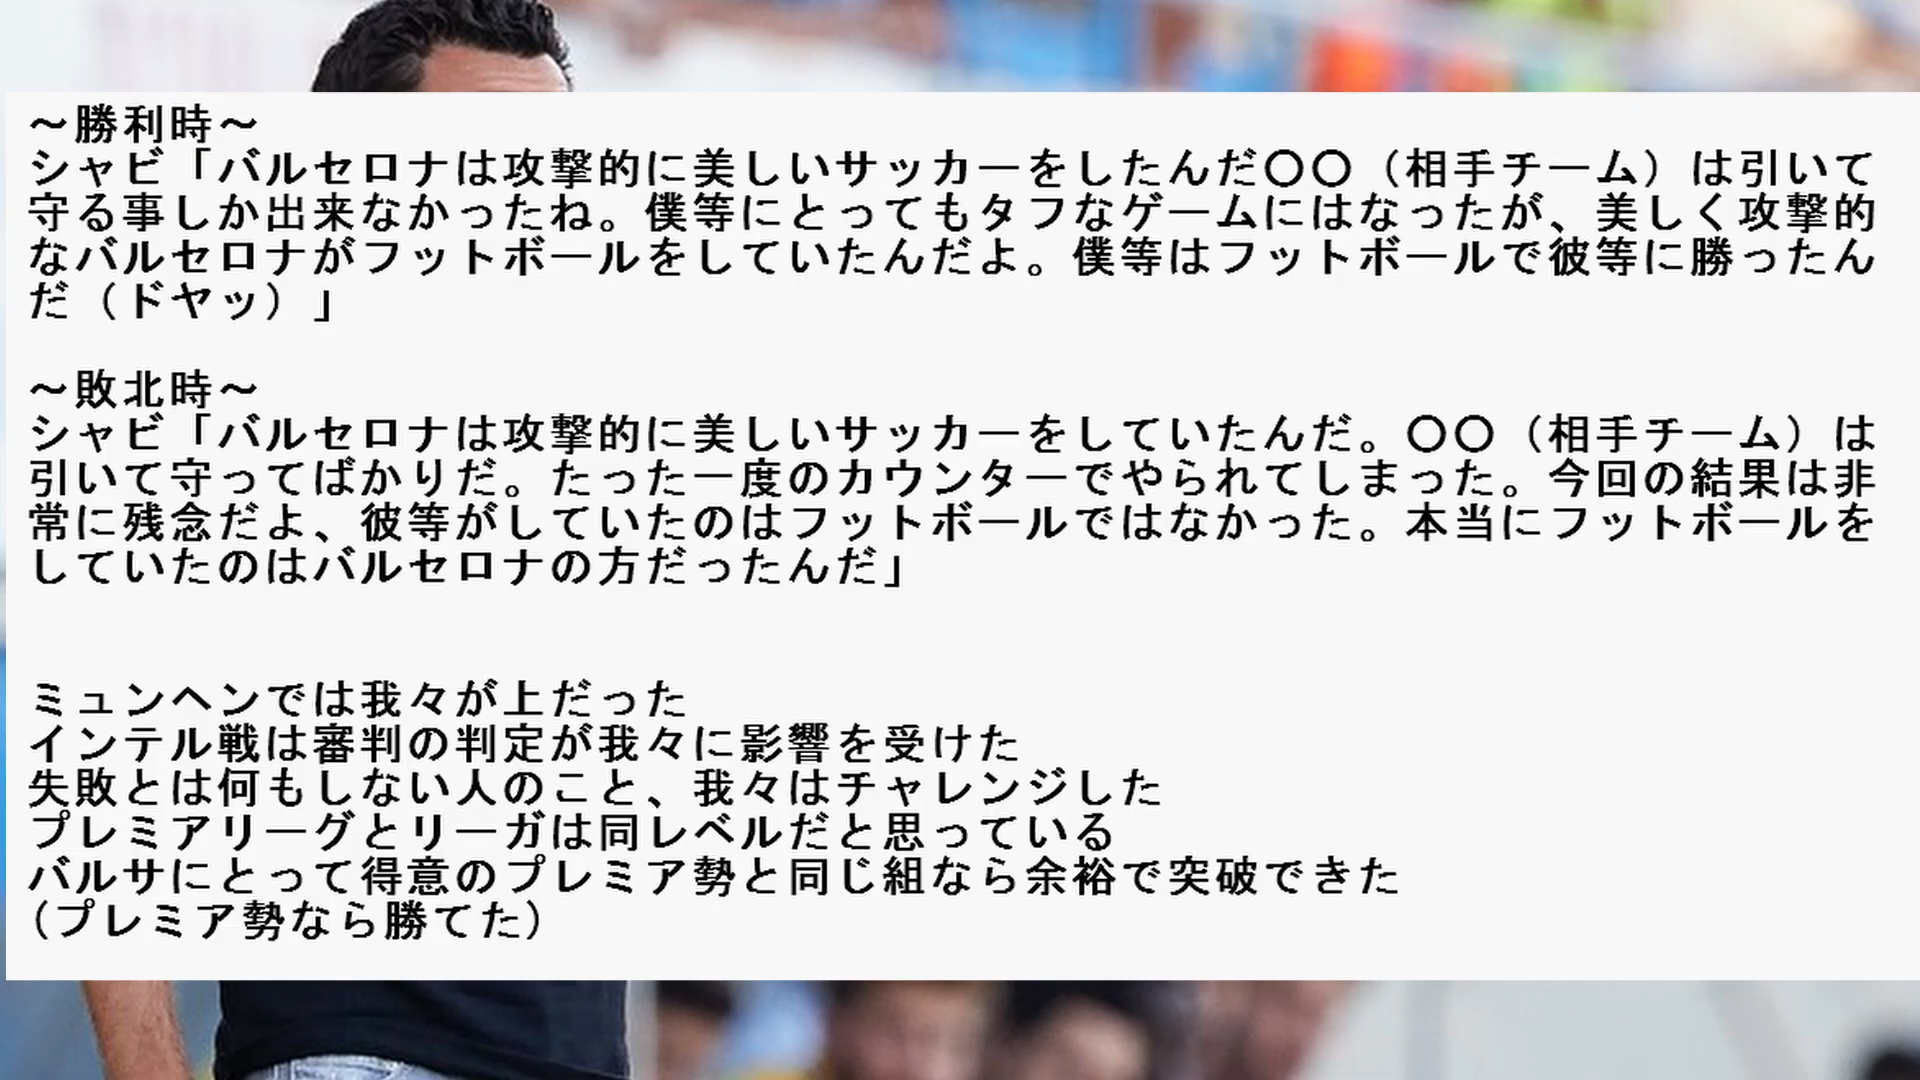 ～勝利時～
シャビ「バルセロナは攻撃的に美しいサッカーをしたんだ〇〇（相手チーム）は引いて
守る事しか出来なかったね。僕等にとってもタフなゲームにはなったが、美しく攻撃的
なバルセロナがフットボールをしていたんだよ。僕等はフットボールで彼等に勝ったん
だ（ドヤッ）」
～敗北時～
シャビ「バルセロナは攻撃的に美しいサッカーをしていたんだ。〇〇（相手チーム）は
引いて守ってばかりだ。たった一度のカウンターでやられてしまった。今回の結果は非
常に残念だよ、彼等がしていたのはフットボールではなかった。本当にフットボールを
していたのはバルセロナの方だったんだ」
ミュンヘンでは我々が上だった
インテル戦は審判の判定が我々に影響を受けた
失敗とは何もしない人のこと、我々はチャレンジした
プレミアリーグとリーガは同レベルだと思っている
バルサにとって得意のプレミア勢と同じ組なら余裕で突破できた
（プレミア勢なら勝てた）